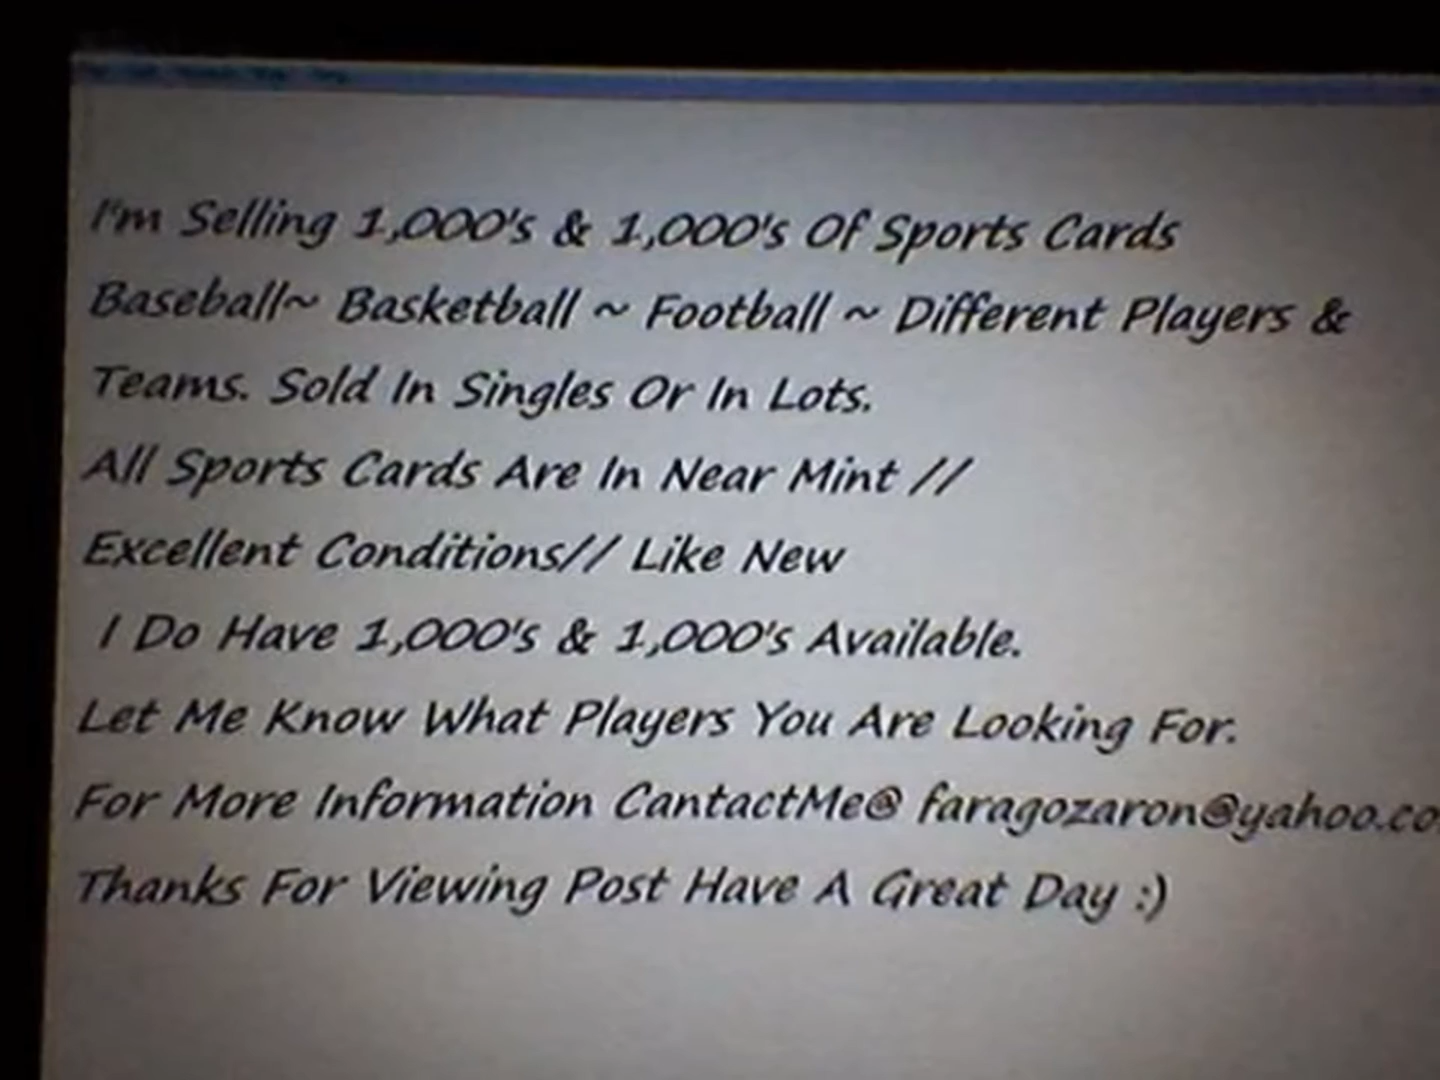 I'm Selling 1,000's & 1,000's Of Sports Cards
Baseball~ Basketball ~ Football ~ Different Players &
Teams. Sold In Singles Or In Lots.
All Sports Cards Are In Near Mint //
Excellent Conditions// Like New
I Do Have 1,000's & 1,000's Available.
Let Me Know What Players You Are Looking For.
For More Information CantactMe@ faragozaron@yahoo.co
Thanks For Viewing Post Have A Great Day :)